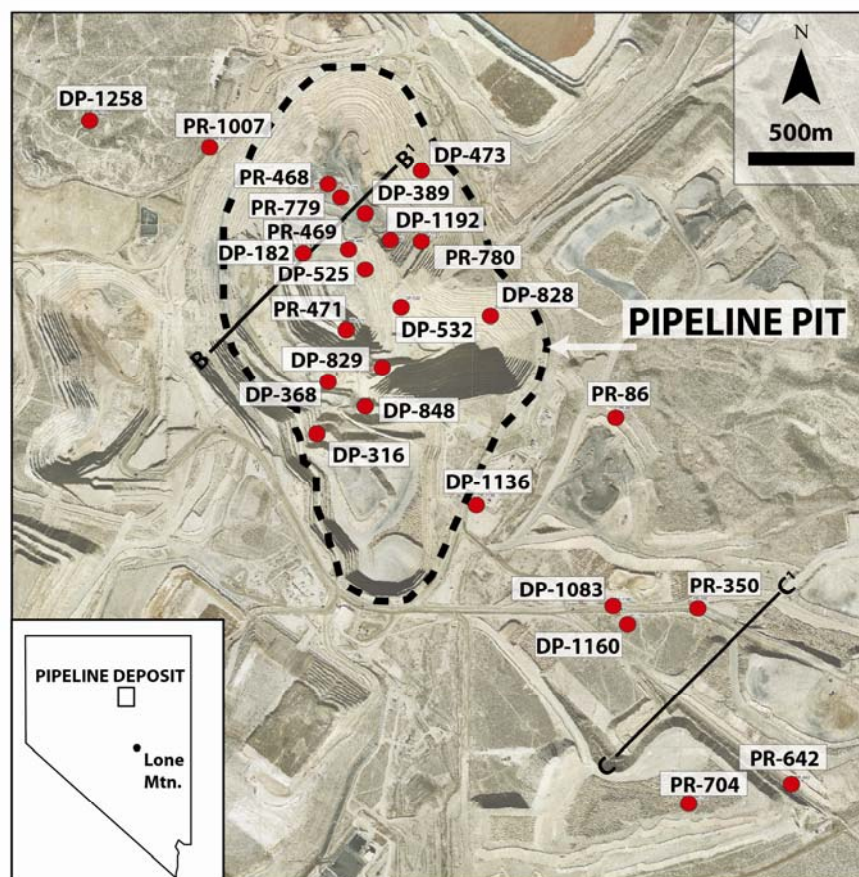 N
500m
DP-1258
PR-1007
B¹
DP-473
PR-468
DP-389
PR-779
DP-1192
PR-469
DP-182
PR-780
DP-525
DP-828
PR-471
DP-532
PIPELINE PIT
B
DP-829
DP-368
DP-848
PR-86
DP-316
DP-1136
DP-1083
PR-350
C¹
DP-1160
C
PR-642
PR-704
PIPELINE DEPOSIT
Lone
Mtn.